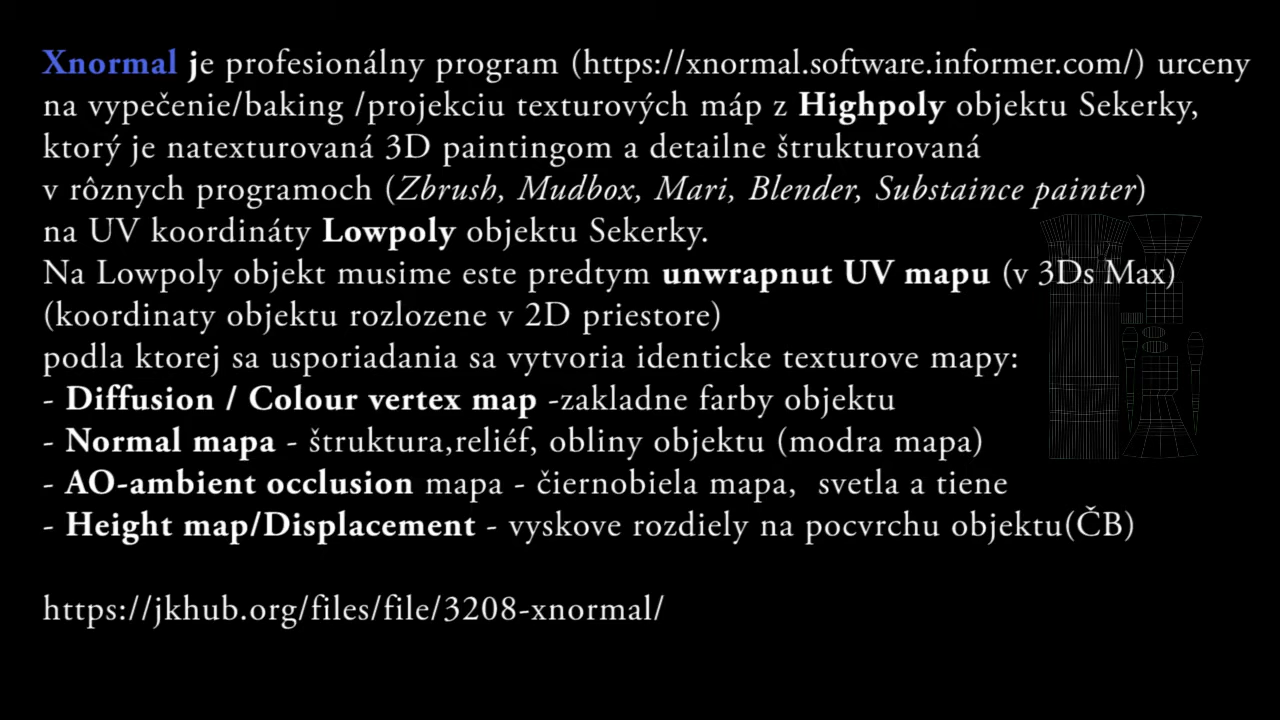 Xnormal je profesionálny program (https://xnormal.software.informer.com/) urceny
na vypečenie/baking /projekciu texturových máp z Highpoly objektu Sekerky,
ktorý je natexturovaná 3D paintingom a detailne štrukturovaná
v rôznych programoch (Zbrush, Mudbox, Mari, Blender, Substaince painter)
na UV koordináty Lowpoly objektu Sekerky.
Na Lowpoly objekt musime este predtym unwrapnut UV mapu (v 3Ds Max)
(koordinaty objektu rozlozene v 2D priestore)
podla ktorej sa usporiadania sa vytvoria identicke texturove mapy:
- Diffusion / Colour vertex map -zakladne farby objektu
- Normal mapa - štruktura,reliéf, obliny objektu (modra mapa)
- AO-ambient occlusion mapa - čiernobiela mapa,  svetla a tiene
- Height map/Displacement - vyskove rozdiely na pocvrchu objektu(ČB)
https://jkhub.org/files/file/3208-xnormal/